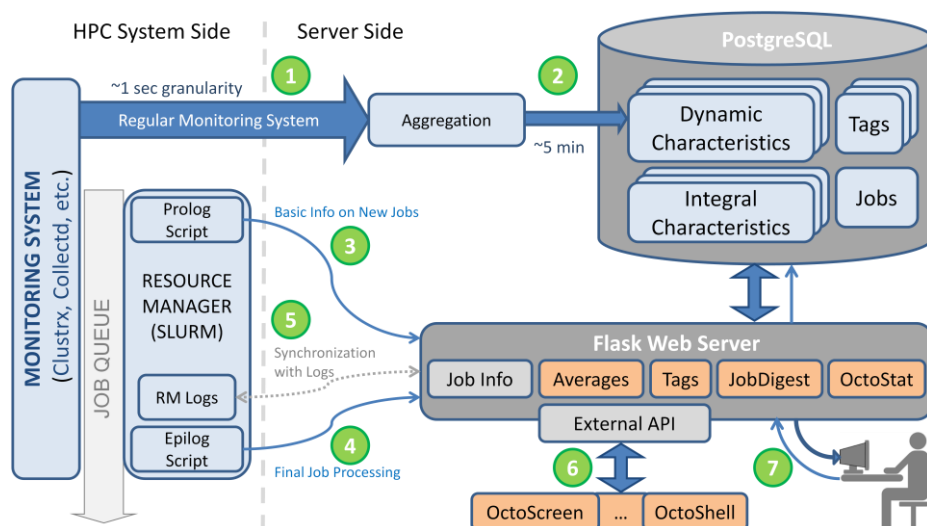 HPC System Side
Server Side
PostgreSQL
1
2
~1 sec granularity
Regular Monitoring System
Aggregation
~5 min
Dynamic
Characteristics
Tags
Integral
Characteristics
Jobs
MONITORING SYSTEM
(Clustrx, Collectd, etc.)
JOB QUEUE
Prolog
Script
RESOURCE
MANAGER
(SLURM)
RM Logs
Epilog
Script
Basic Info on New Jobs
3
5
Synchronization
with Logs
4
Final Job Processing
Flask Web Server
Job Info
Averages
Tags
JobDigest
OctoStat
External API
6
7
OctoScreen
...
OctoShell